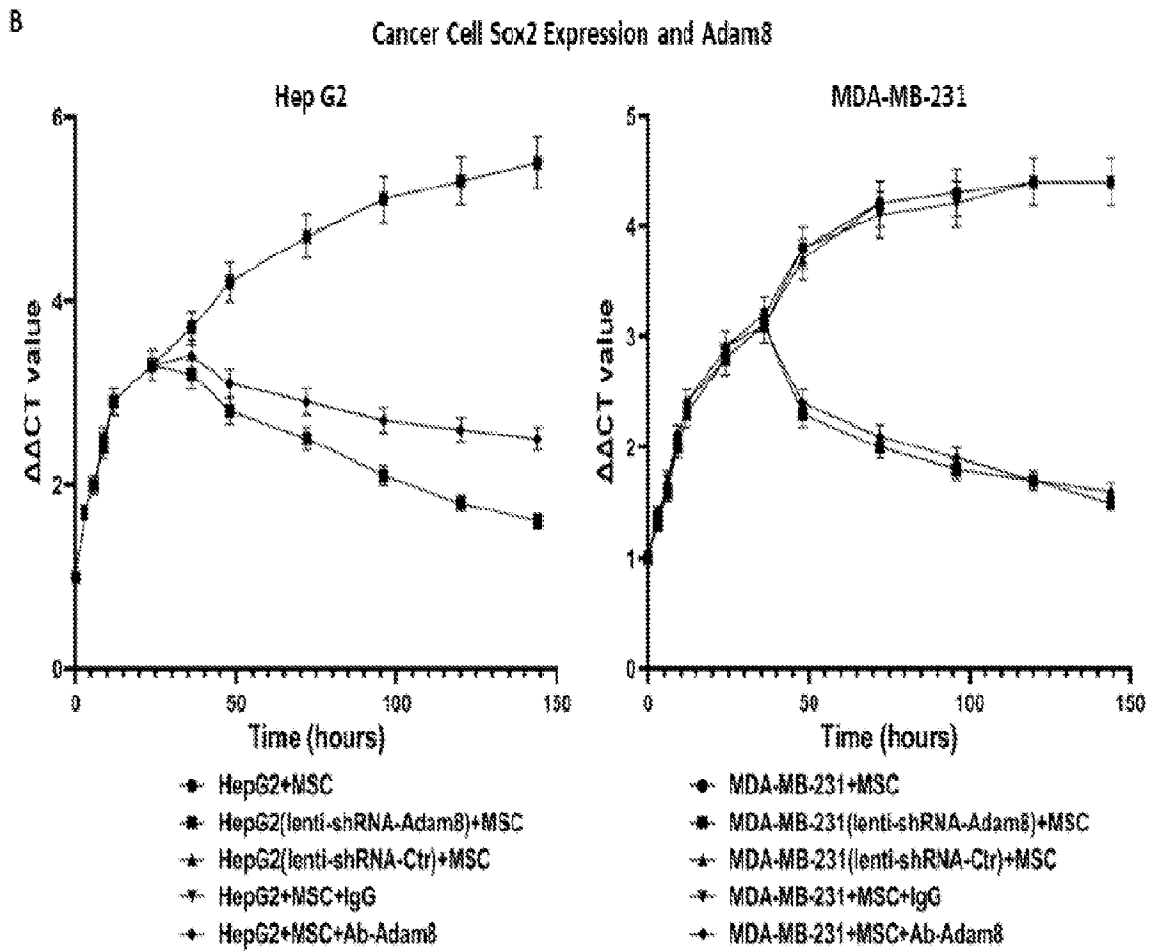 B
Cancer Cell Sox2 Expression and Adam8
Hep G2
MDA-MB-231
6
4
2
0
ΔΔCT value
0 50 100 150
Time (hours)
5
4
3
2
1
0
ΔΔCT value
0 50 100 150
Time (hours)
HepG2+MSC
HepG2(lenti-shRNA-Adam8)+MSC
HepG2(lenti-shRNA-Ctr)+MSC
HepG2+MSC+IgG
HepG2+MSC+Ab-Adam8
MDA-MB-231+MSC
MDA-MB-231(lenti-shRNA-Adam8)+MSC
MDA-MB-231(lenti-shRNA-Ctr)+MSC
MDA-MB-231+MSC+IgG
MDA-MB-231+MSC+Ab-Adam8